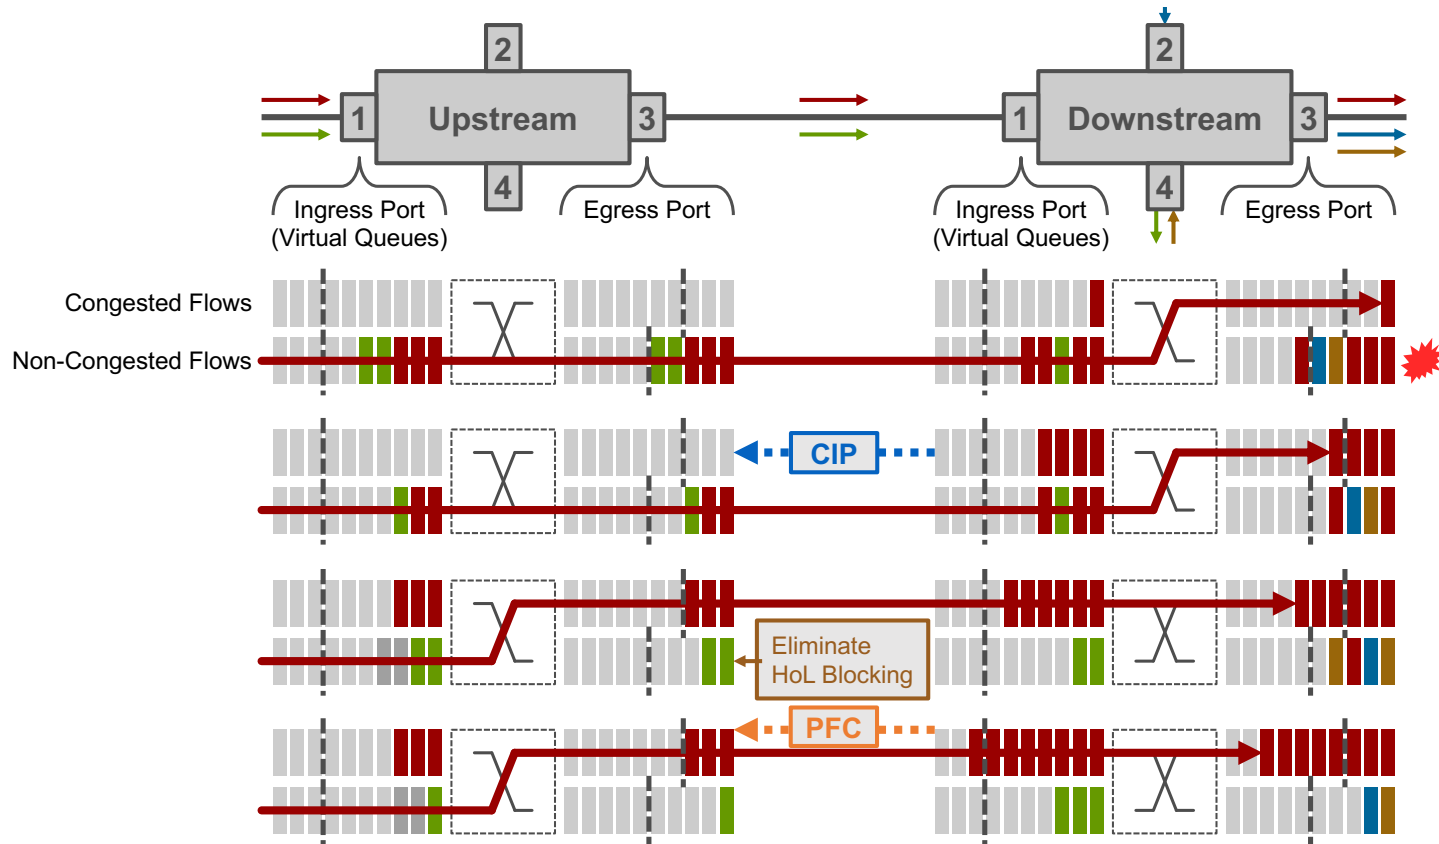 2
2
1
Upstream
3
1
Downstream
3
4
4
Ingress Port
(Virtual Queues)
Egress Port
Ingress Port
(Virtual Queues)
Egress Port
Congested Flows
Non-Congested Flows
CIP
Eliminate
HoL Blocking
PFC